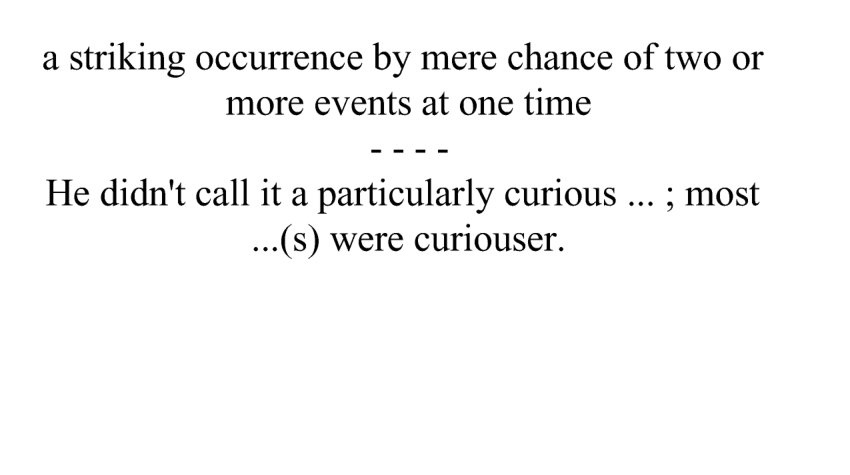 a striking occurrence by mere chance of two or
more events at one time
- - - -
He didn't call it a particularly curious ... ; most
...(s) were curiouser.